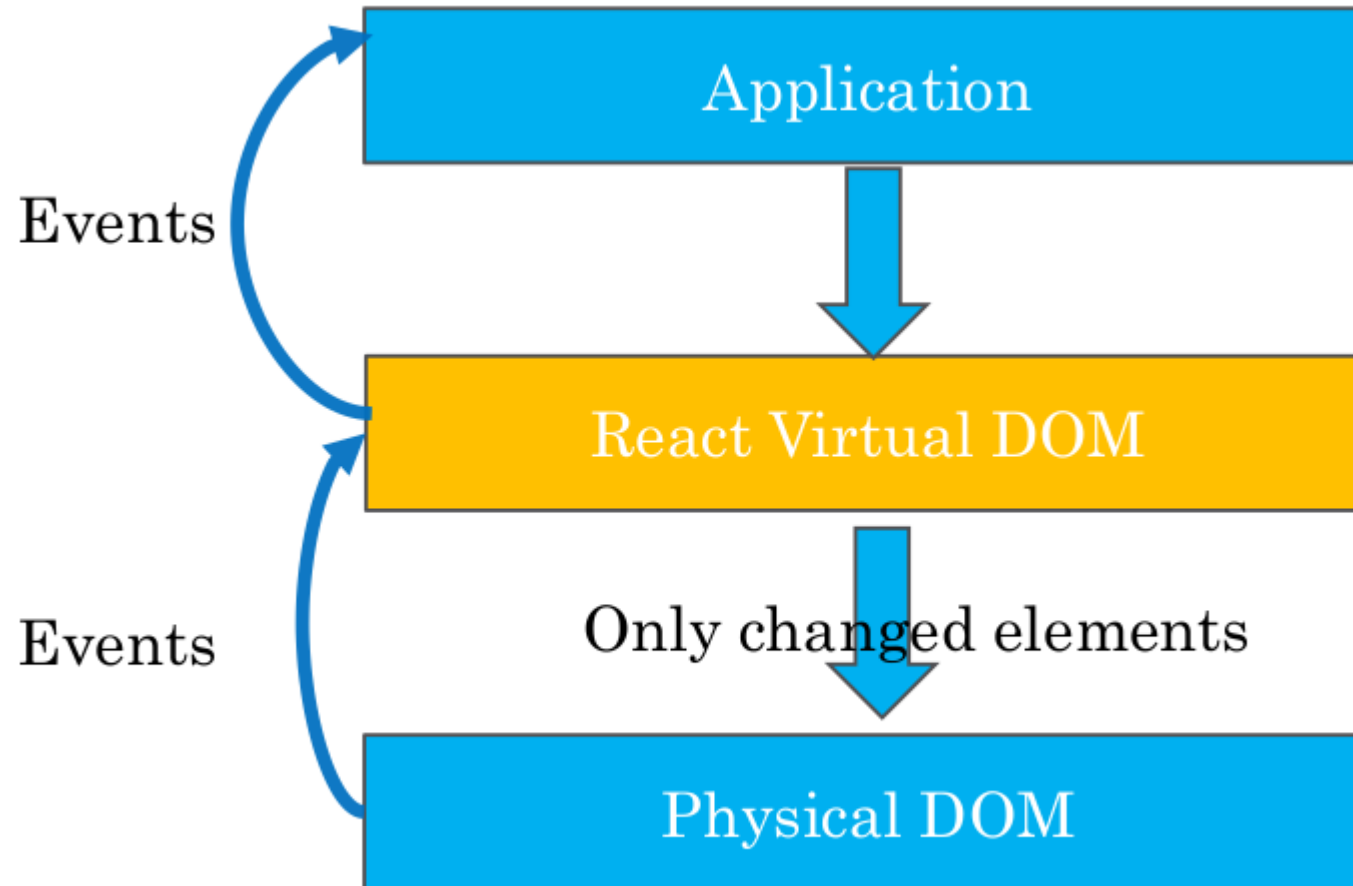 Application
Events
React Virtual DOM
Only changed elements
Events
Physical DOM